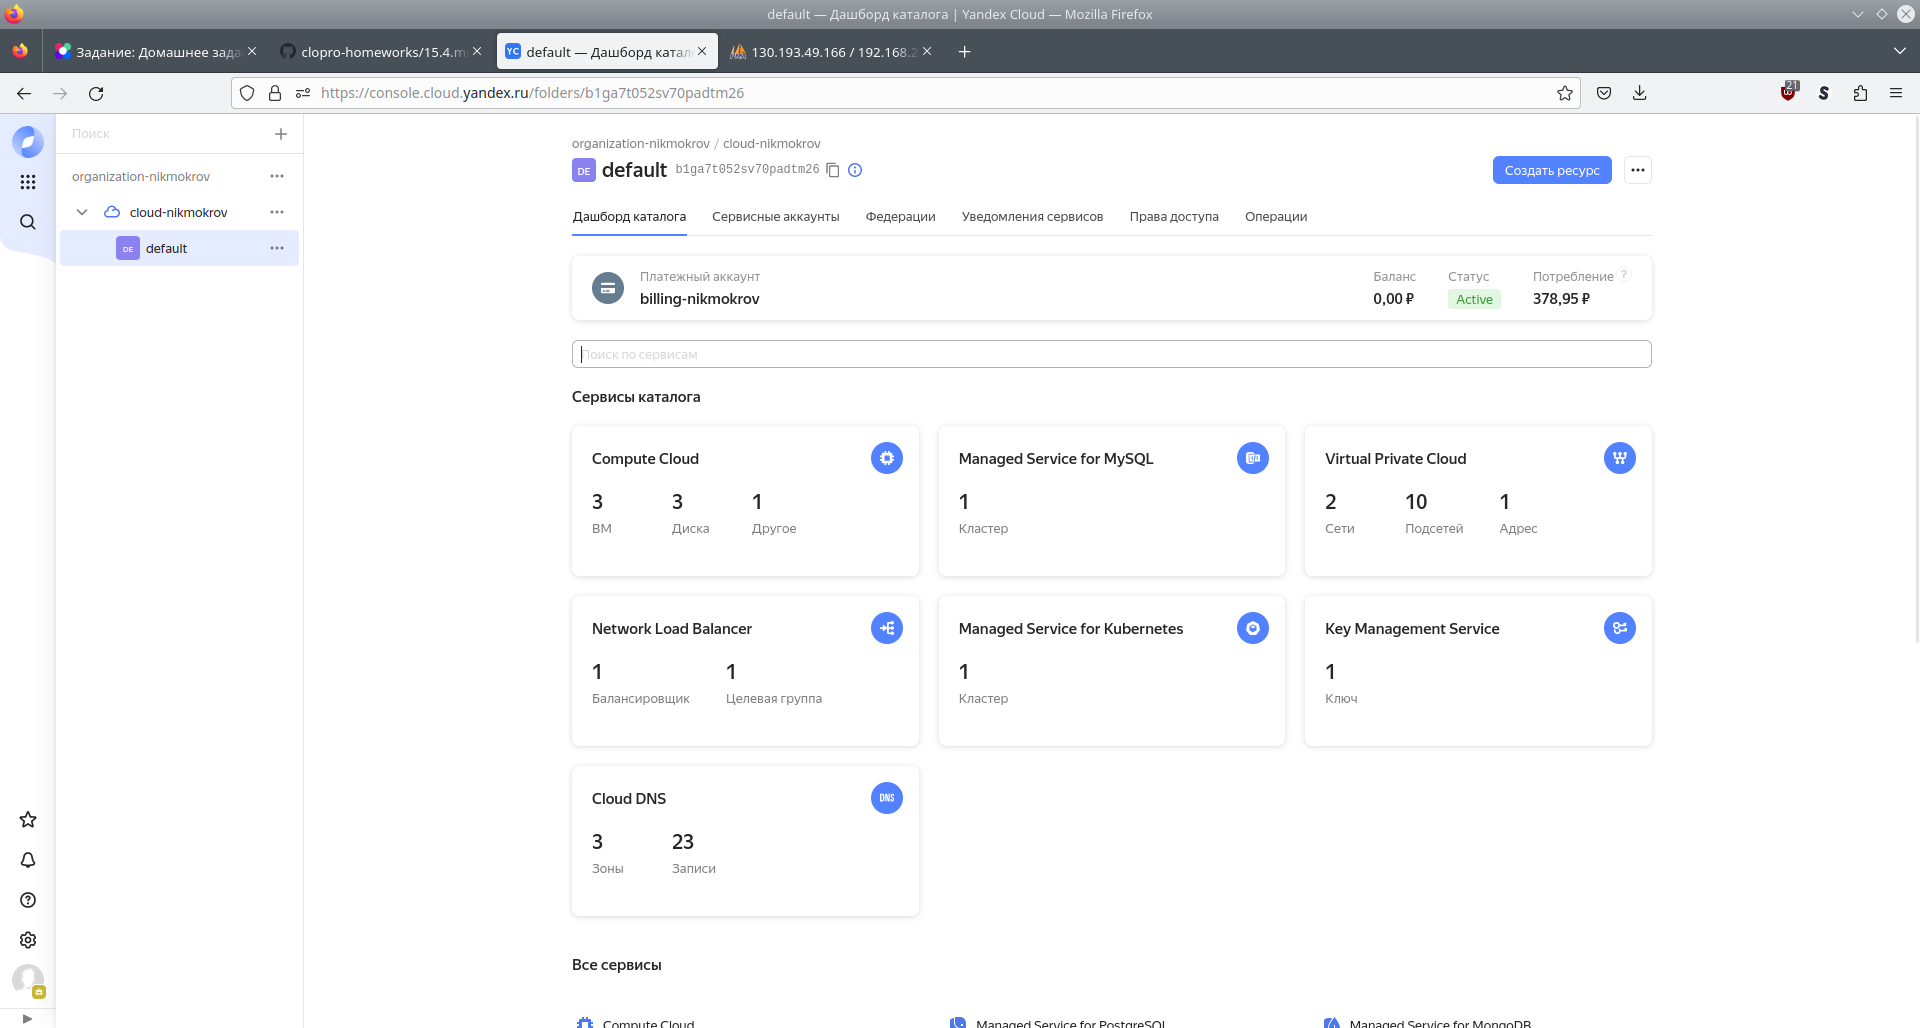 default — Дашборд каталога | Yandex Cloud — Mozilla Firefox
Задание: Домашнее зада
clopro-homeworks/15.4.m
YC
default — Дашборд катал
130.193.49.166 / 192.168.2
https://console.cloud.yandex.ru/folders/b1ga7t052sv70padtm26
21
S
Поиск
organization-nikmokrov
cloud-nikmokrov
DE
default
organization-nikmokrov / cloud-nikmokrov
DE
default
b1ga7t052sv70padtm26
Создать ресурс
Дашборд каталога
Сервисные аккаунты
Федерации
Уведомления сервисов
Права доступа
Операции
Платежный аккаунт
billing-nikmokrov
Баланс
0,00 ₽
Статус
Active
Потребление ?
378,95 ₽
Поиск по сервисам
Сервисы каталога
Compute Cloud
3
ВМ
3
Диска
1
Другое
Managed Service for MySQL
1
Кластер
Virtual Private Cloud
2
Сети
10
Подсетей
1
Адрес
Network Load Balancer
1
Балансировщик
1
Целевая группа
Managed Service for Kubernetes
1
Кластер
Key Management Service
1
Ключ
Cloud DNS
DNS
3
Зоны
23
Записи
Все сервисы
Compute Cloud
Managed Service for PostgreSQL
Managed Service for MongoDB